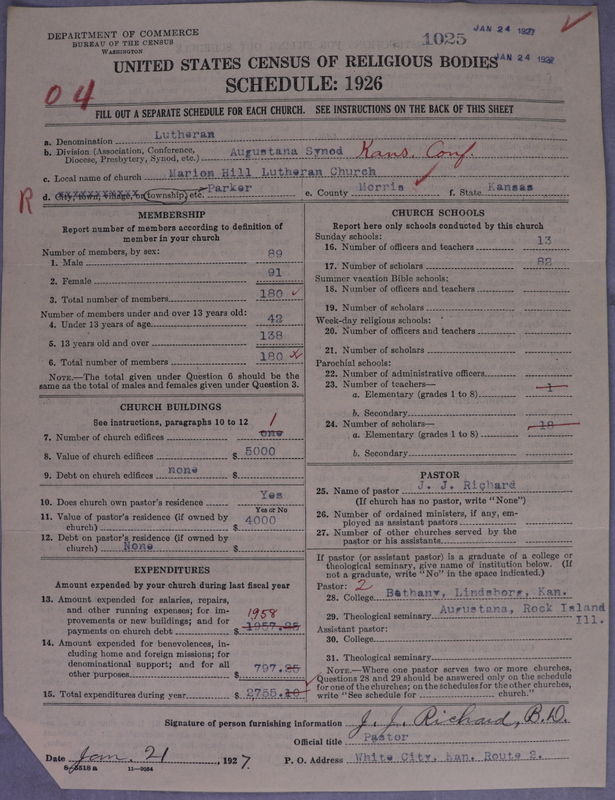 DEPARTMENT OF COMMERCE
BUREAU OF THE CENSUS
WASHINGTON
1025
JAN 24 1927
JAN 24 1927
UNITED STATES CENSUS OF RELIGIOUS BODIES
SCHEDULE: 1926
04
FILL OUT A SEPARATE SCHEDULE FOR EACH CHURCH. SEE INSTRUCTIONS ON THE BACK OF THIS SHEET
a. Denomination Lutheran
b. Division (Association, Conference, Diocese, Presbytery, Synod, etc.) Augustana Synod Kans. Conf.
c. Local name of church Marion Hill Lutheran Church
R d. City, town, village, or township, etc. Parker e. County Morris f. State Kansas
MEMBERSHIP
Report number of members according to definition of
member in your church
Number of members, by sex:
1. Male 89
2. Female 91
3. Total number of members 180 ✓
Number of members under and over 13 years old:
4. Under 13 years of age 42
5. 13 years old and over 138
6. Total number of members 180 X
NOTE.—The total given under Question 6 should be
same as the total of males and females given under Question 3.
CHURCH BUILDINGS
See instructions, paragraphs 10 to 12
7. Number of church edifices one 1
8. Value of church edifices $ 5000
9. Debt on church edifices none $
10. Does church own pastor's residence Yes
Yes or No
11. Value of pastor's residence (if owned by
church) $ 4000
12. Debt on pastor's residence (if owned by
church) None $
EXPENDITURES
Amount expended by your church during last fiscal year
13. Amount expended for salaries, repairs,
and other running expenses; for im-
provements or new buildings; and for 1958
payments on church debt $ 1957.85
14. Amount expended for benevolences, in-
cluding home and foreign missions; for
denominational support; and for all
other purposes $ 797.25
15. Total expenditures during year $ 2755.10
CHURCH SCHOOLS
Report here only schools conducted by this church
Sunday schools:
16. Number of officers and teachers 13
17. Number of scholars 82
Summer vacation Bible schools:
18. Number of officers and teachers
19. Number of scholars
Week-day religious schools:
20. Number of officers and teachers
21. Number of scholars
Parochial schools:
22. Number of administrative officers
23. Number of teachers—
a. Elementary (grades 1 to 8) 1
b. Secondary
24. Number of scholars—
a. Elementary (grades 1 to 8) 18
b. Secondary
PASTOR
25. Name of pastor J. J. Richard
(If church has no pastor, write "None")
26. Number of ordained ministers, if any, em-
ployed as assistant pastors
27. Number of other churches served by the
pastor or his assistants
If pastor (or assistant pastor) is a graduate of a college or
theological seminary, give name of institution below. (If
not a graduate, write "No" in the space indicated.)
Pastor: 2
28. College Bethany, Lindsborg, Kan.
29. Theological seminary Augustana, Rock Island
Ill.
Assistant pastor:
30. College
31. Theological seminary
NOTE.—Where one pastor serves two or more churches,
Questions 28 and 29 should be answered only on the schedule
for one of the churches; on the schedules for the other churches,
write "See schedule for church."
Signature of person furnishing information J. J. Richard, B.D.
Official title Pastor
Date Jan. 21, 1927. P. O. Address White City, Kan. Route 2.
8-5518a 11-9054